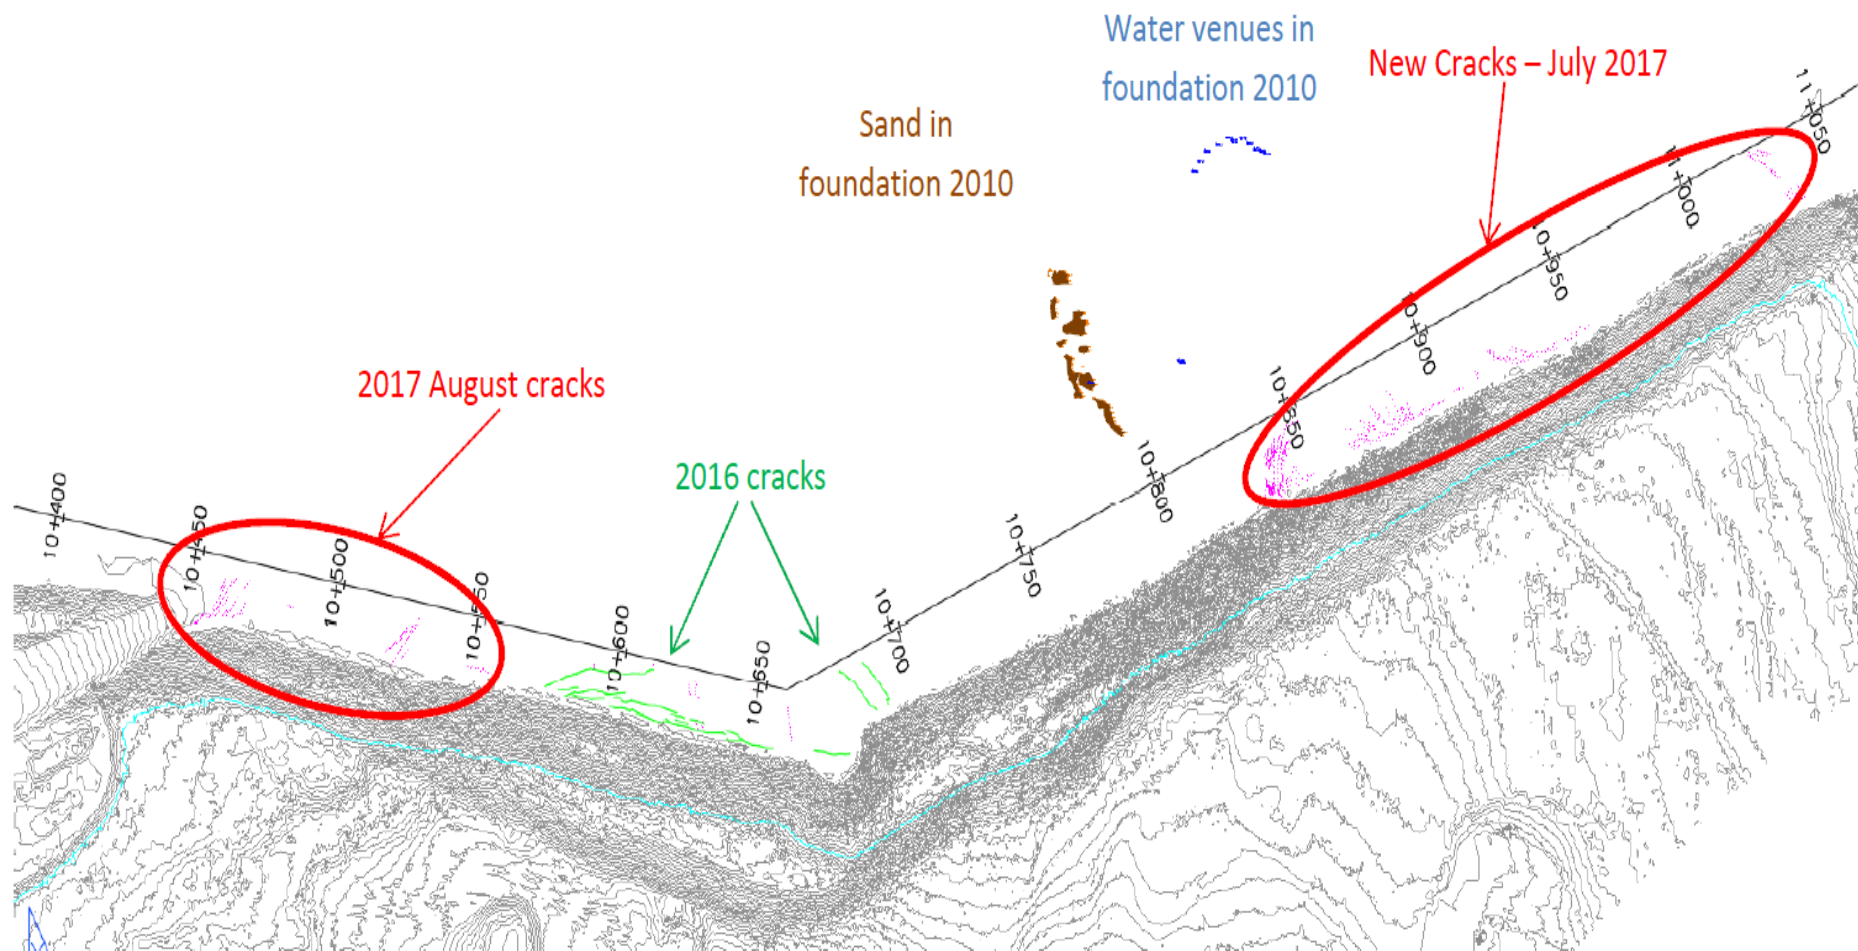 Water venues in
foundation 2010
New Cracks – July 2017
Sand in
foundation 2010
2017 August cracks
2016 cracks
10+400
10+450
10+500
10+550
10+600
10+650
10+700
10+750
10+800
10+850
10+900
10+950
11+000
11+050